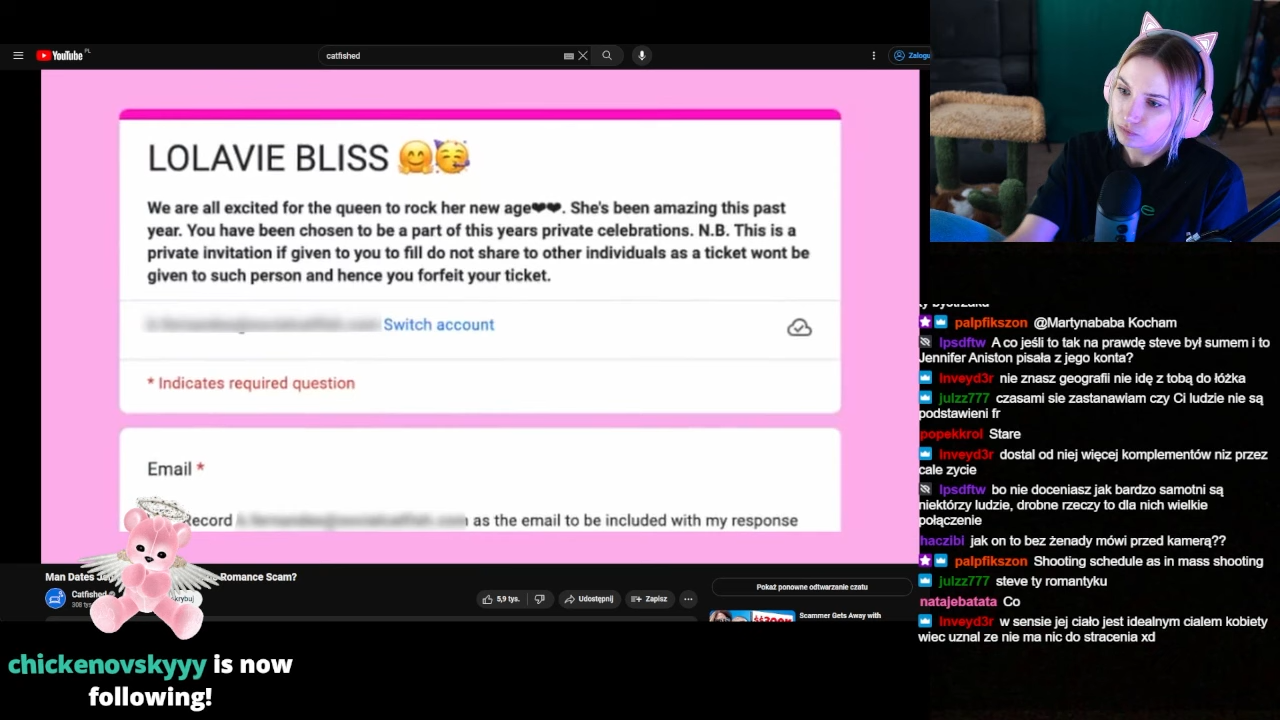 YouTube PL
catfished
Zalogu
LOLAVIE BLISS 🤗🥳
We are all excited for the queen to rock her new age❤❤. She's been amazing this past
year. You have been chosen to be a part of this years private celebrations. N.B. This is a
private invitation if given to you to fill do not share to other individuals as a ticket wont be
given to such person and hence you forfeit your ticket.
Switch account
* Indicates required question
Email *
Record
as the email to be included with my response
Man Dates
Romance Scam?
Catfished
308 tys.
5,9 tys.
Udostępnij
Zapisz
Pokaż ponowne odtwarzanie czatu
Scammer Gets Away with
chickenovskyyy is now
following!
ty bystrzaku
palpfikszon @Martynababa Kocham
lpsdftw A co jeśli to tak na prawdę steve był sumem i to
Jennifer Aniston pisała z jego konta?
Inveyd3r nie znasz geografii nie idę z tobą do łóżka
julzz777 czasami sie zastanawiam czy Ci ludzie nie są
podstawieni fr
popekkrol Stare
Inveyd3r dostal od niej więcej komplementów niz przez
cale zycie
lpsdftw bo nie doceniasz jak bardzo samotni są
niektórzy ludzie, drobne rzeczy to dla nich wielkie
połączenie
haczibi jak on to bez żenady mówi przed kamerą??
palpfikszon Shooting schedule as in mass shooting
julzz777 steve ty romantyku
natajebatata Co
Inveyd3r w sensie jej ciało jest idealnym cialem kobiety
wiec uznal ze nie ma nic do stracenia xd